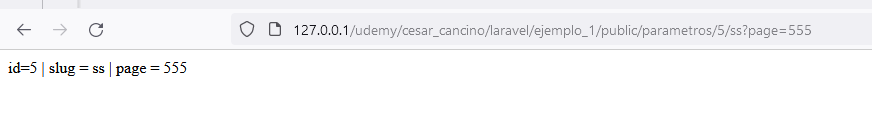 127.0.0.1/udemy/cesar_cancino/laravel/ejemplo_1/public/parametros/5/ss?page=555
id=5 | slug = ss | page = 555